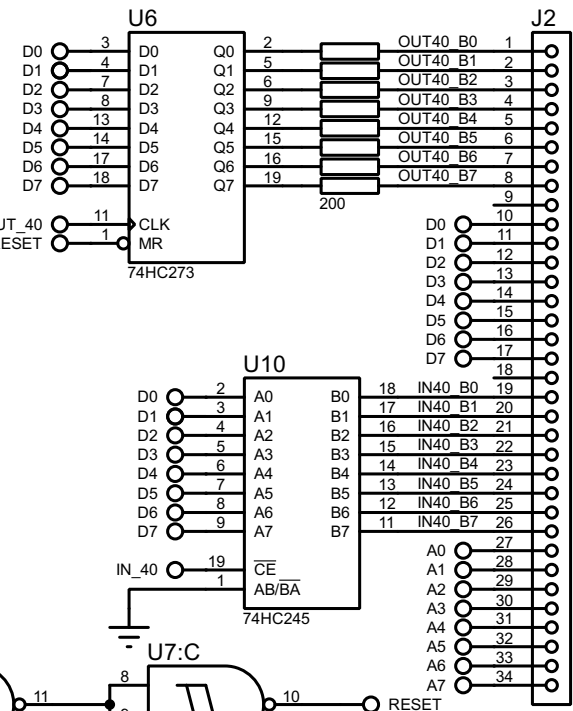 U6 J2
D0 3 D0 Q0 2 OUT40_B0 1
D1 4 D1 Q1 5 OUT40_B1 2
D2 7 D2 Q2 6 OUT40_B2 3
D3 8 D3 Q3 9 OUT40_B3 4
D4 13 D4 Q4 12 OUT40_B4 5
D5 14 D5 Q5 15 OUT40_B5 6
D6 17 D6 Q6 16 OUT40_B6 7
D7 18 D7 Q7 19 OUT40_B7 8
200
9
UT_40 11 CLK
ESET 1 MR
74HC273
D0 10
D1 11
D2 12
D3 13
D4 14
D5 15
D6 16
D7 17
18
U10
D0 2 A0 B0 18 IN40_B0 19
D1 3 A1 B1 17 IN40_B1 20
D2 4 A2 B2 16 IN40_B2 21
D3 5 A3 B3 15 IN40_B3 22
D4 6 A4 B4 14 IN40_B4 23
D5 7 A5 B5 13 IN40_B5 24
D6 8 A6 B6 12 IN40_B6 25
D7 9 A7 B7 11 IN40_B7 26
IN_40 19 CE
1 AB/BA
74HC245
A0 27
A1 28
A2 29
A3 30
A4 31
A5 32
A6 33
A7 34
U7:C
11 8 10 RESET